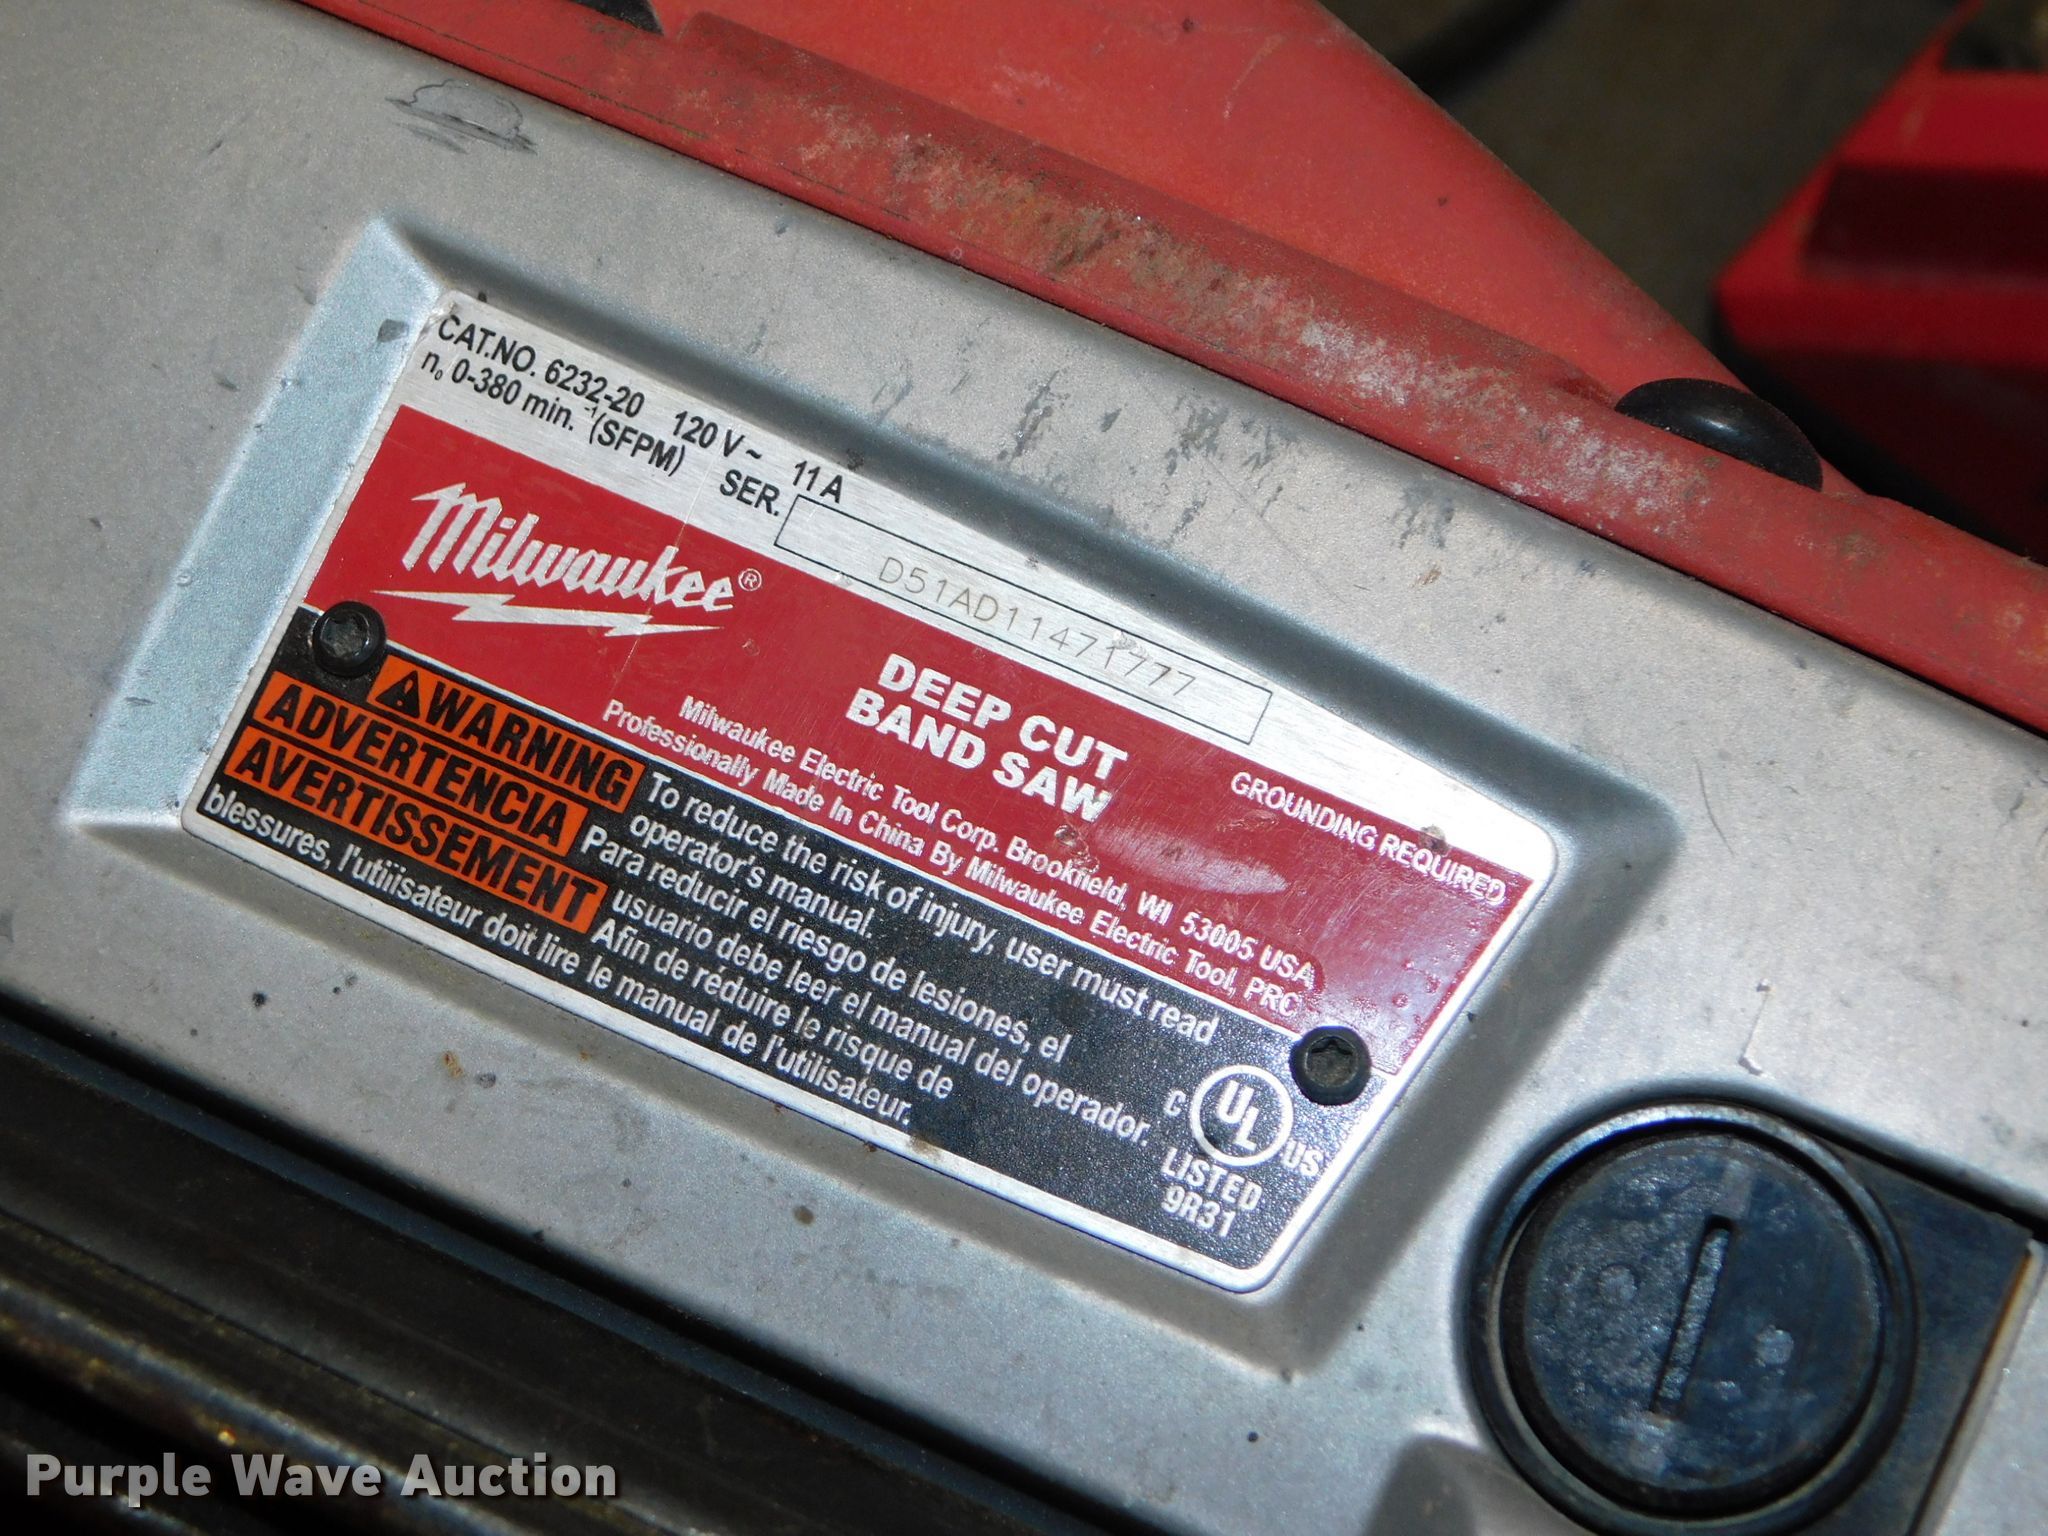 CAT.NO. 6232-20 120 V~ 11 A
n₀ 0-380 min.⁻¹ (SFPM) SER. D51AD11471777
Milwaukee®
DEEP CUT
BAND SAW
GROUNDING REQUIRED
Milwaukee Electric Tool Corp. Brookfield, WI 53005 USA
Professionally Made In China By Milwaukee Electric Tool, PRC
WARNING
ADVERTENCIA
AVERTISSEMENT
To reduce the risk of injury, user must read
operator's manual.
Para reducir el riesgo de lesiones, el
usuario debe leer el manual del operador.
Afin de réduire le risque de
blessures, l'utiiisateur doit lire le manual de l'utilisateur.
C UL US
LISTED
9R31
Purple Wave Auction